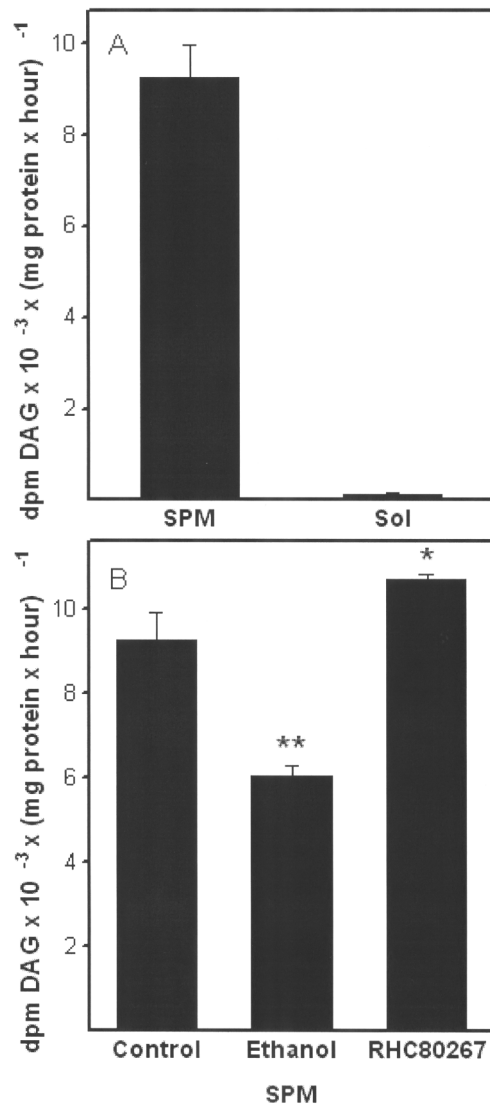 A
dpm DAG x 10 -3 x (mg protein x hour) -1
10
8
6
4
2
SPM Sol
B
dpm DAG x 10 -3 x (mg protein x hour) -1
10
8
6
4
2
**
*
Control Ethanol RHC80267
SPM